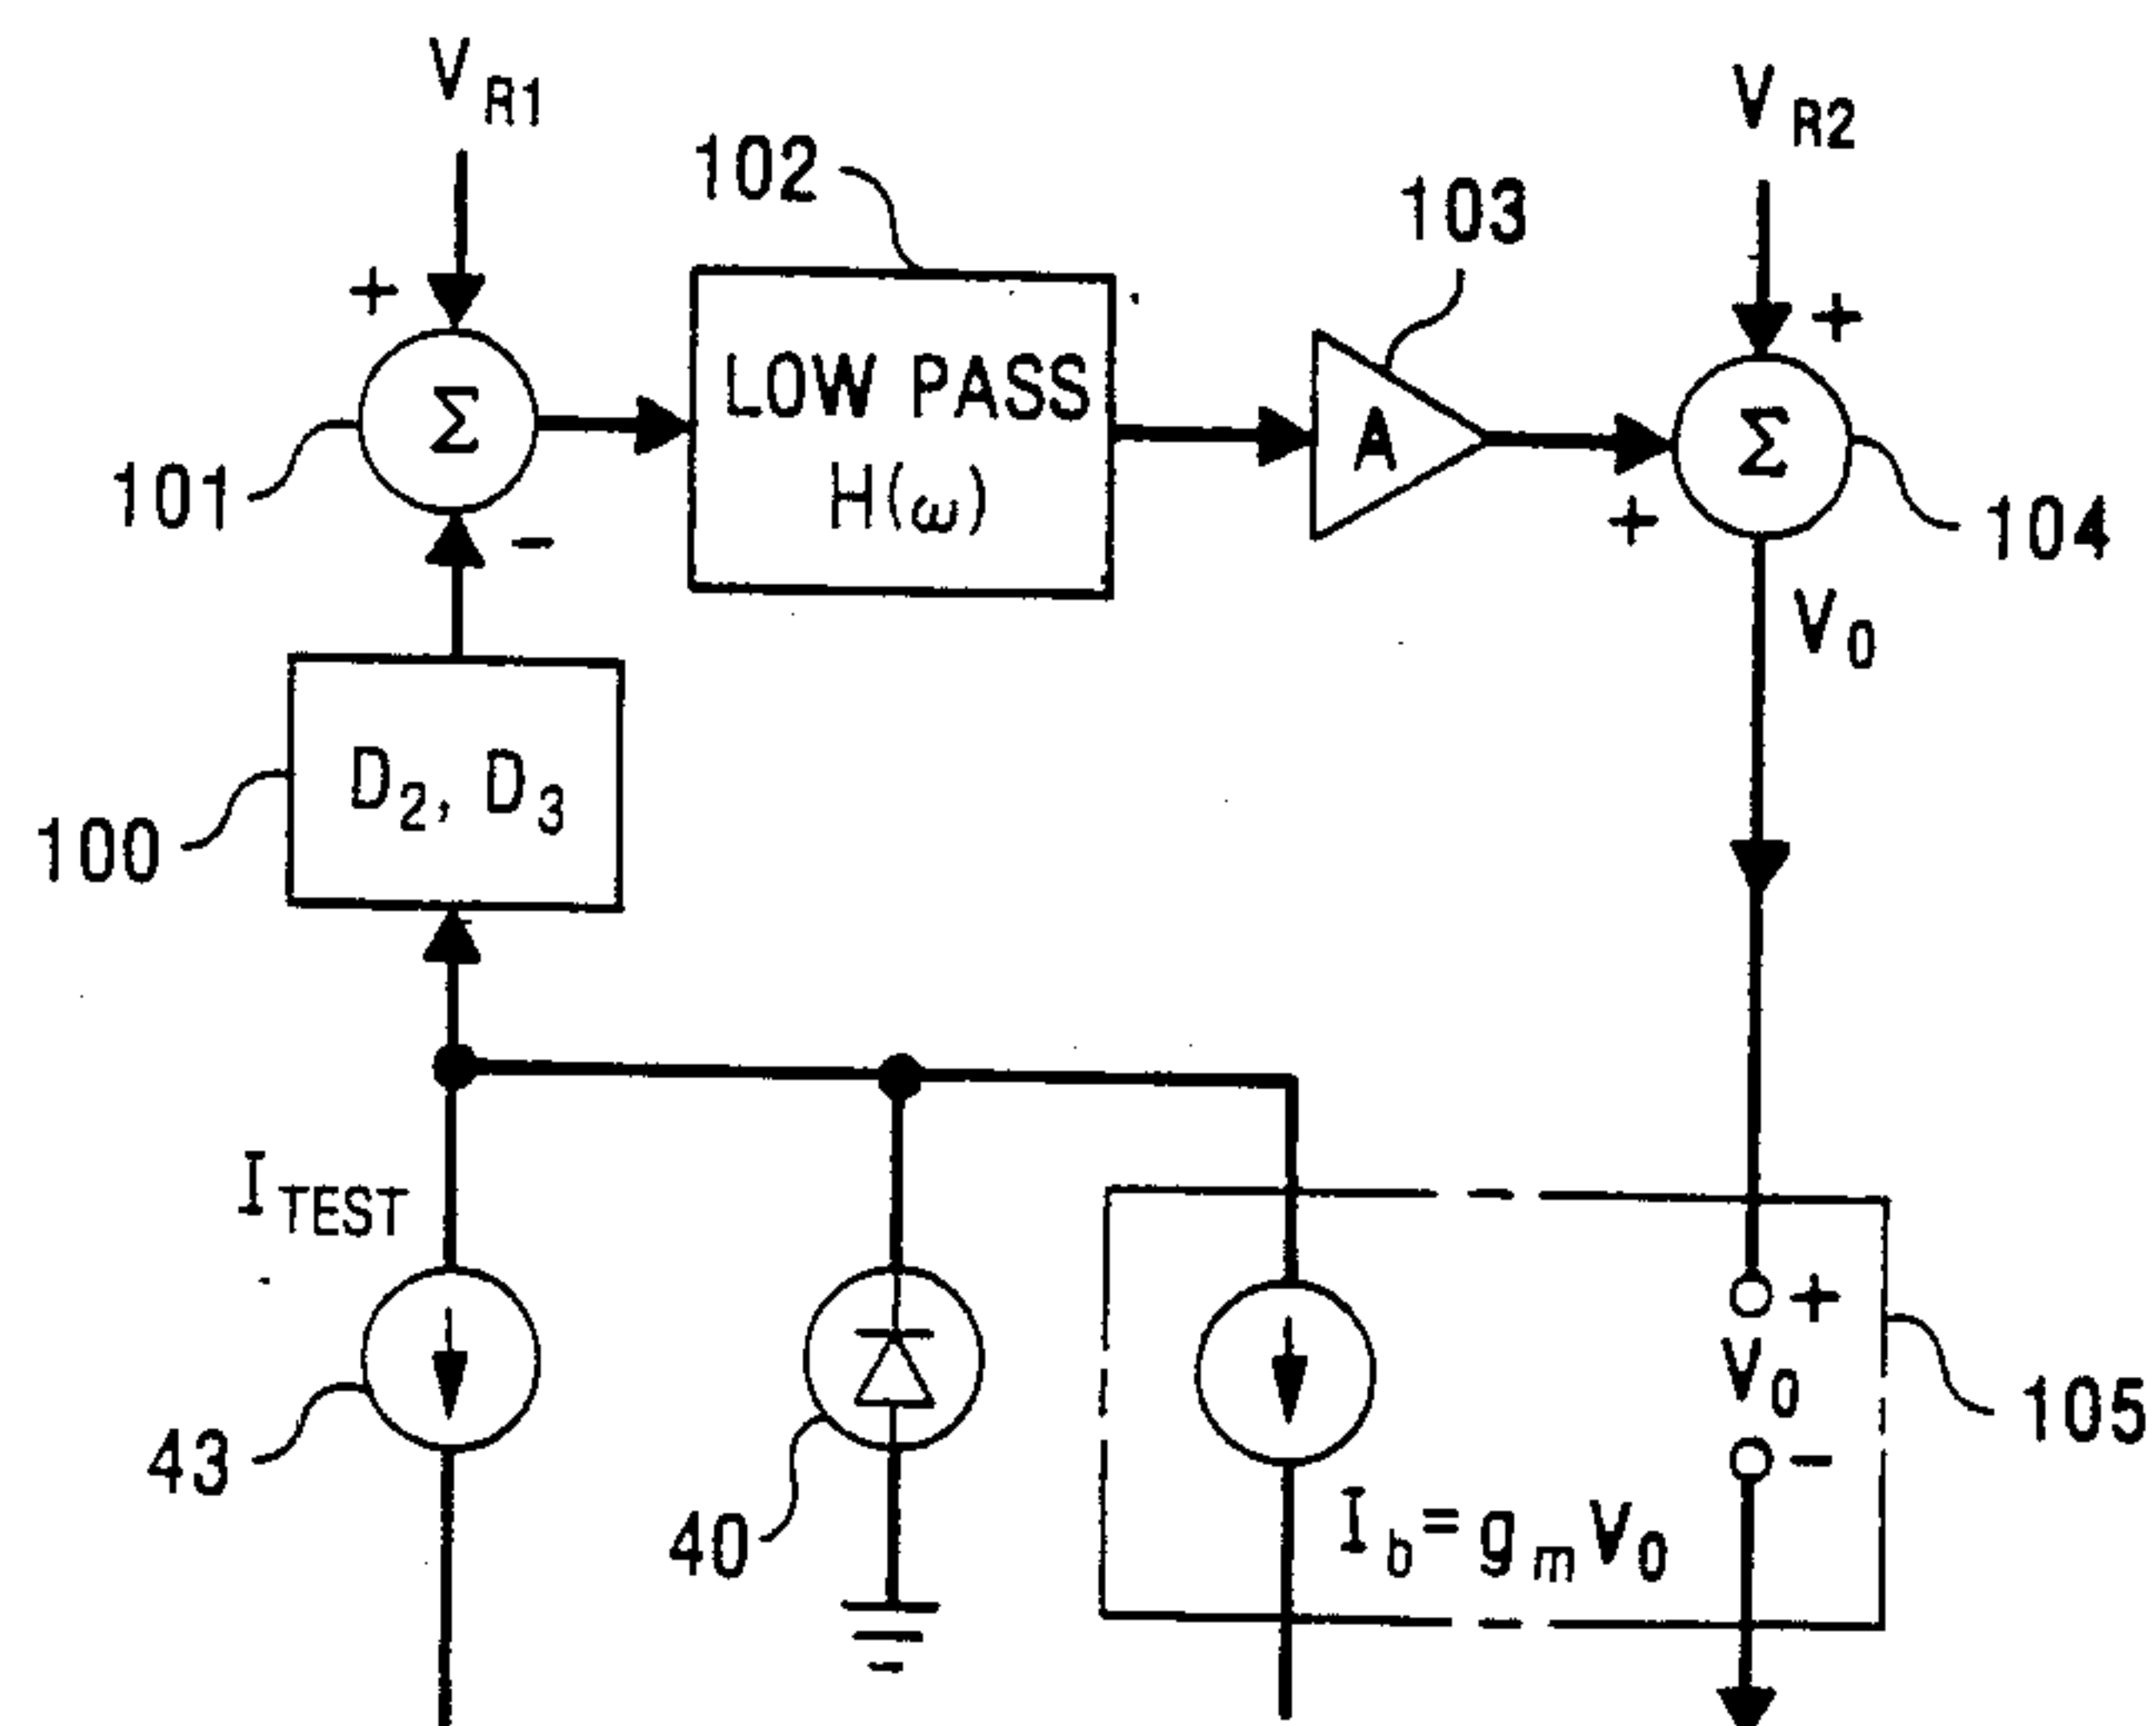 V_R1
V_R2
102
103
+
+
LOW PASS
H(ω)
Σ
A
Σ
101
-
+
104
V_0
D_2, D_3
100
I_TEST
+
V_0
-
105
43
40
I_b = g_m V_0